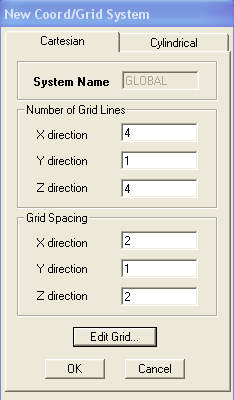 New Coord/Grid System
Cartesian Cylindrical
System Name GLOBAL
Number of Grid Lines
X direction 4
Y direction 1
Z direction 4
Grid Spacing
X direction 2
Y direction 1
Z direction 2
Edit Grid...
OK Cancel